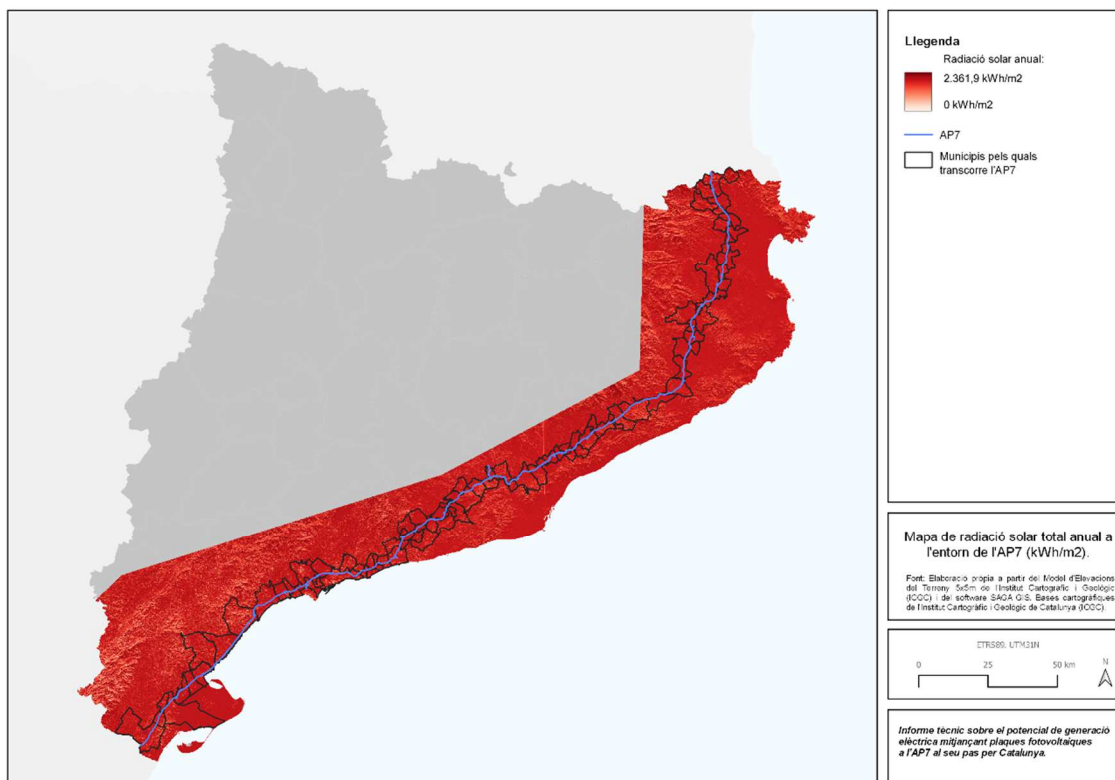 Llegenda
Radiació solar anual:
2.361,9 kWh/m2
0 kWh/m2
AP7
Municipis pels quals
transcorre l'AP7
Mapa de radiació solar total anual a
l'entorn de l'AP7 (kWh/m2).
Font: Elaboració pròpia a partir del Model d'Elevacions
del Terreny 5x5m de l'Institut Cartogràfic i Geològic
(ICGC) i del software SAGA GIS. Bases cartogràfiques
de l'Institut Cartogràfic i Geològic de Catalunya (ICGC).
ETRS89. UTM31N
0 25 50 km
N
Informe tècnic sobre el potencial de generació
elèctrica mitjançant plaques fotovoltaiques
a l'AP7 al seu pas per Catalunya.